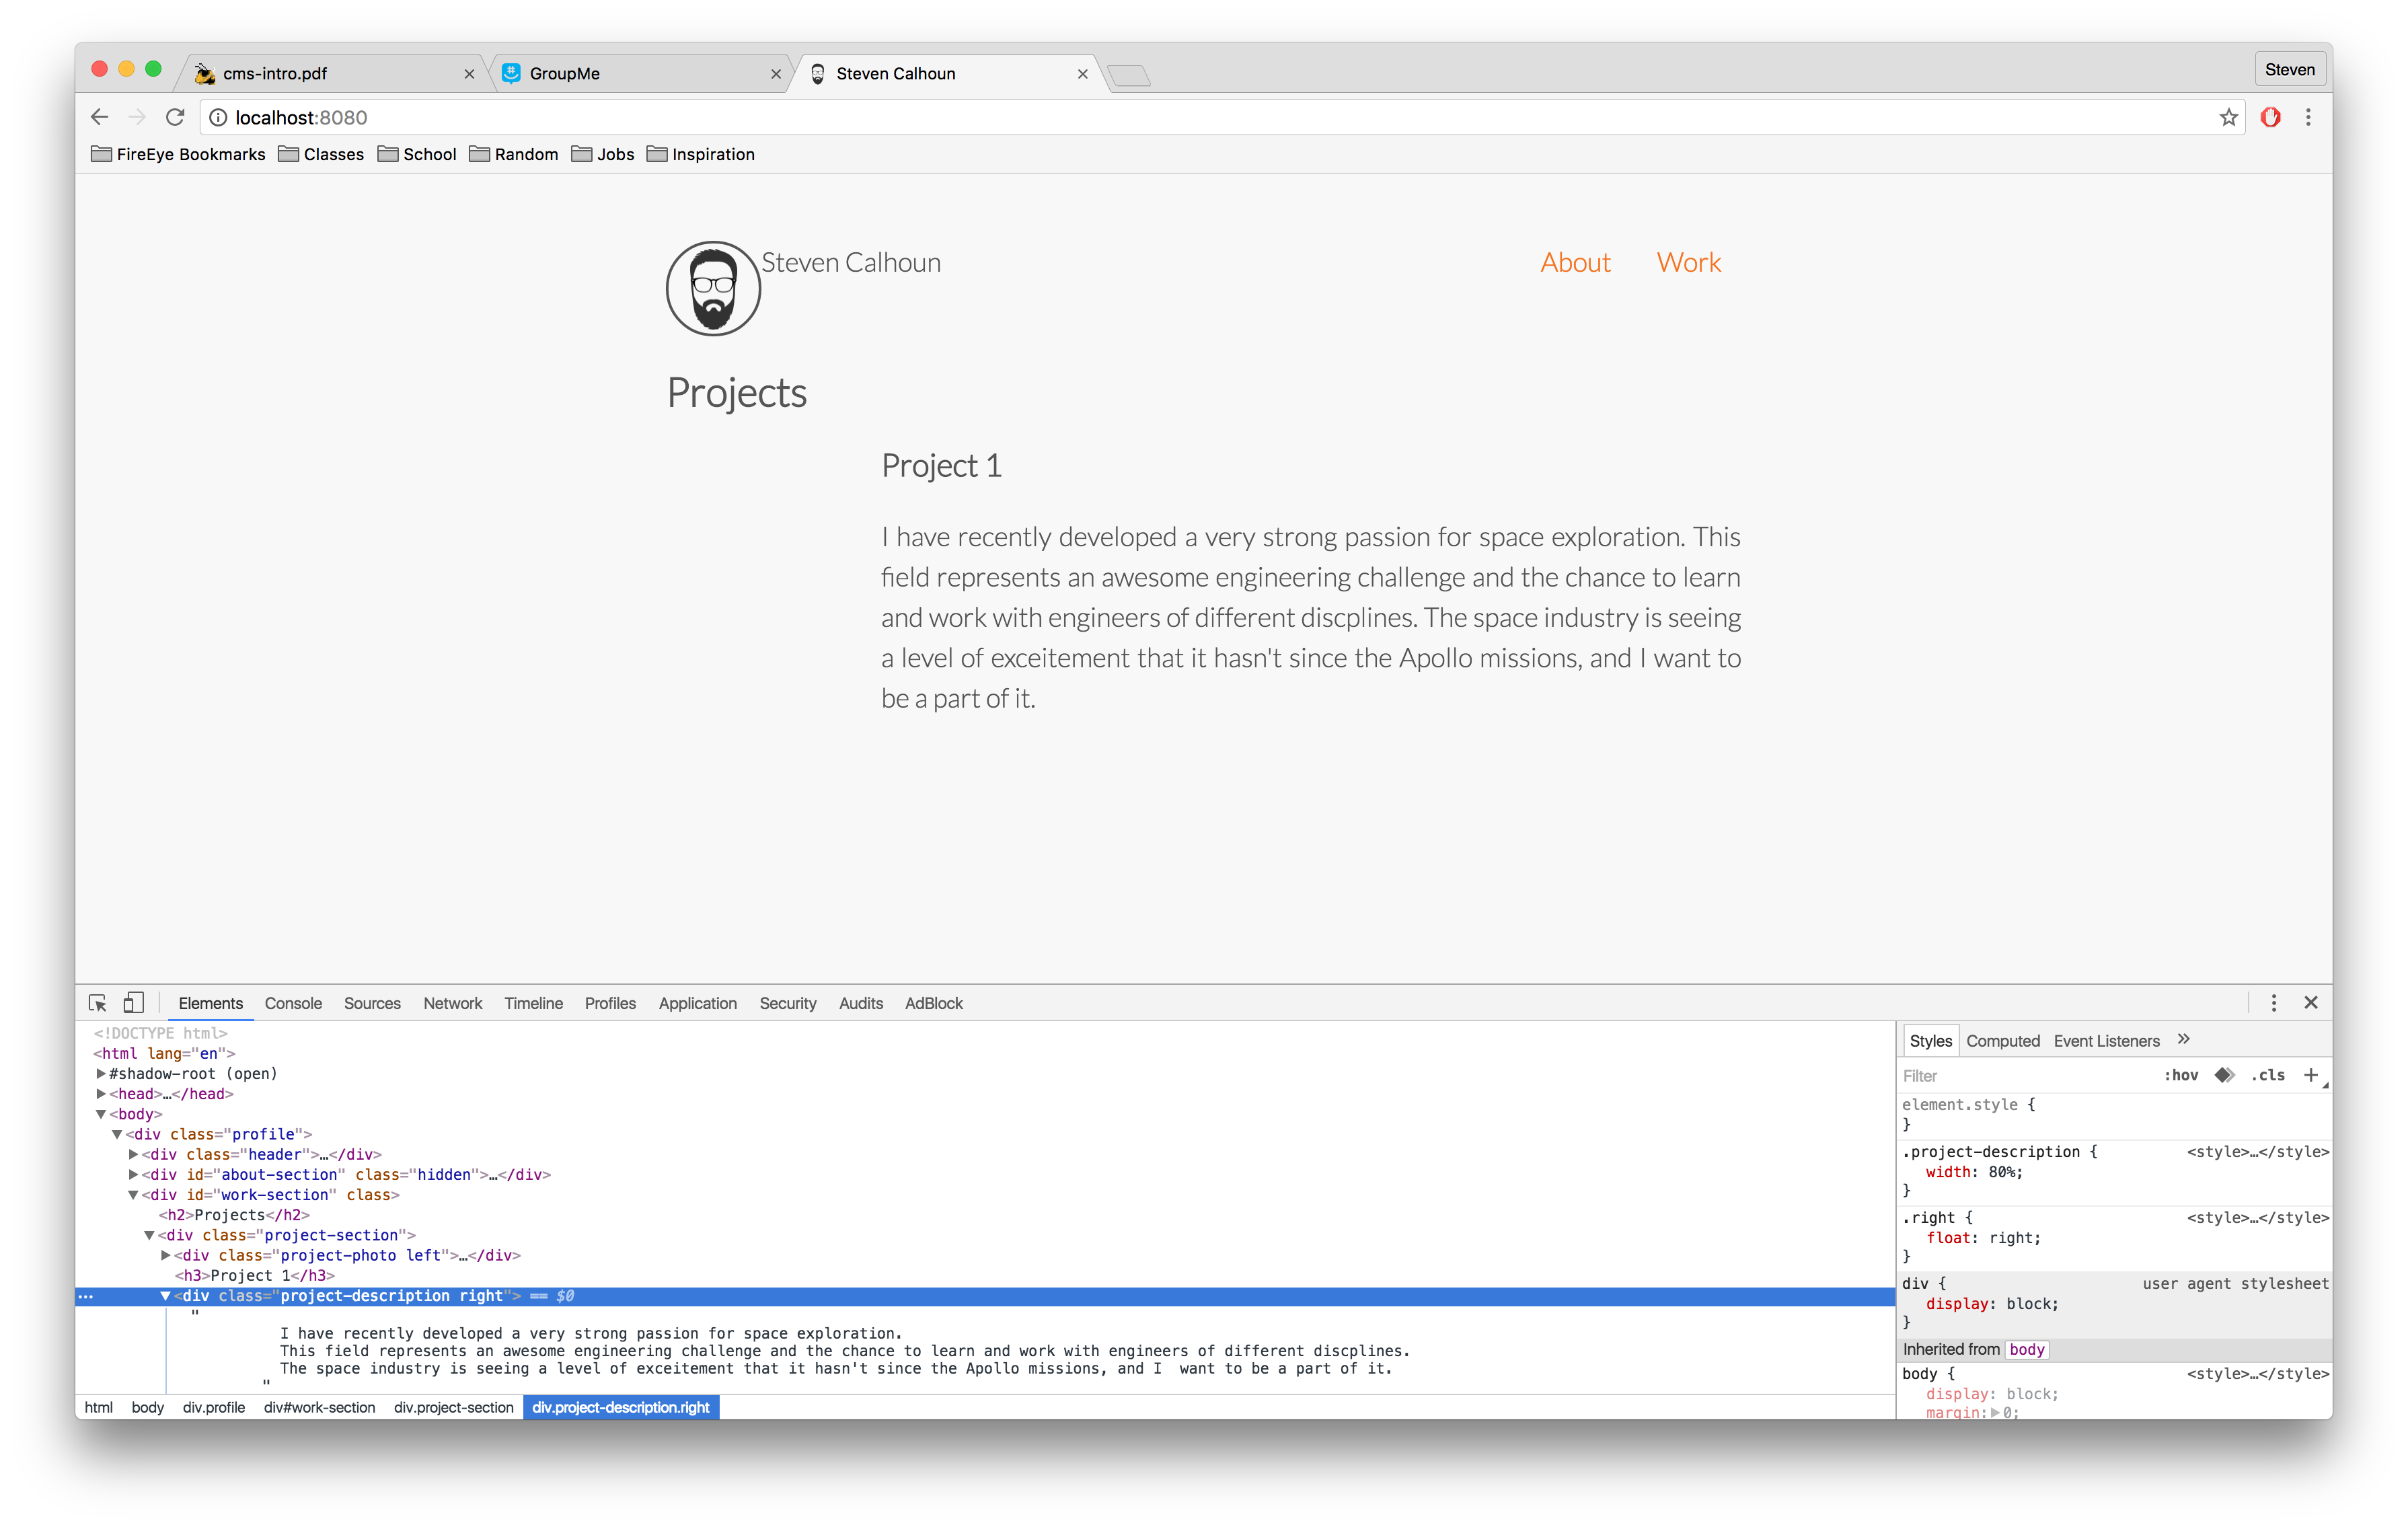 cms-intro.pdf
GroupMe
Steven Calhoun
Steven
localhost:8080
FireEye Bookmarks
Classes
School
Random
Jobs
Inspiration
Steven Calhoun
About
Work
Projects
Project 1
I have recently developed a very strong passion for space exploration. This
field represents an awesome engineering challenge and the chance to learn
and work with engineers of different discplines. The space industry is seeing
a level of exceitement that it hasn't since the Apollo missions, and I want to
be a part of it.
Elements
Console
Sources
Network
Timeline
Profiles
Application
Security
Audits
AdBlock
<!DOCTYPE html>
<html lang="en">
#shadow-root (open)
<head>…</head>
<body>
<div class="profile">
<div class="header">…</div>
<div id="about-section" class="hidden">…</div>
<div id="work-section" class>
<h2>Projects</h2>
<div class="project-section">
<div class="project-photo left">…</div>
<h3>Project 1</h3>
… <div class="project-description right"> == $0
"
I have recently developed a very strong passion for space exploration.
This field represents an awesome engineering challenge and the chance to learn and work with engineers of different discplines.
The space industry is seeing a level of exceitement that it hasn't since the Apollo missions, and I  want to be a part of it.
"
html
body
div.profile
div#work-section
div.project-section
div.project-description.right
Styles
Computed
Event Listeners
»
Filter
:hov
.cls
+
element.style {
}
.project-description { <style>…</style>
width: 80%;
}
.right { <style>…</style>
float: right;
}
div { user agent stylesheet
display: block;
}
Inherited from body
body { <style>…</style>
display: block;
margin: 0;